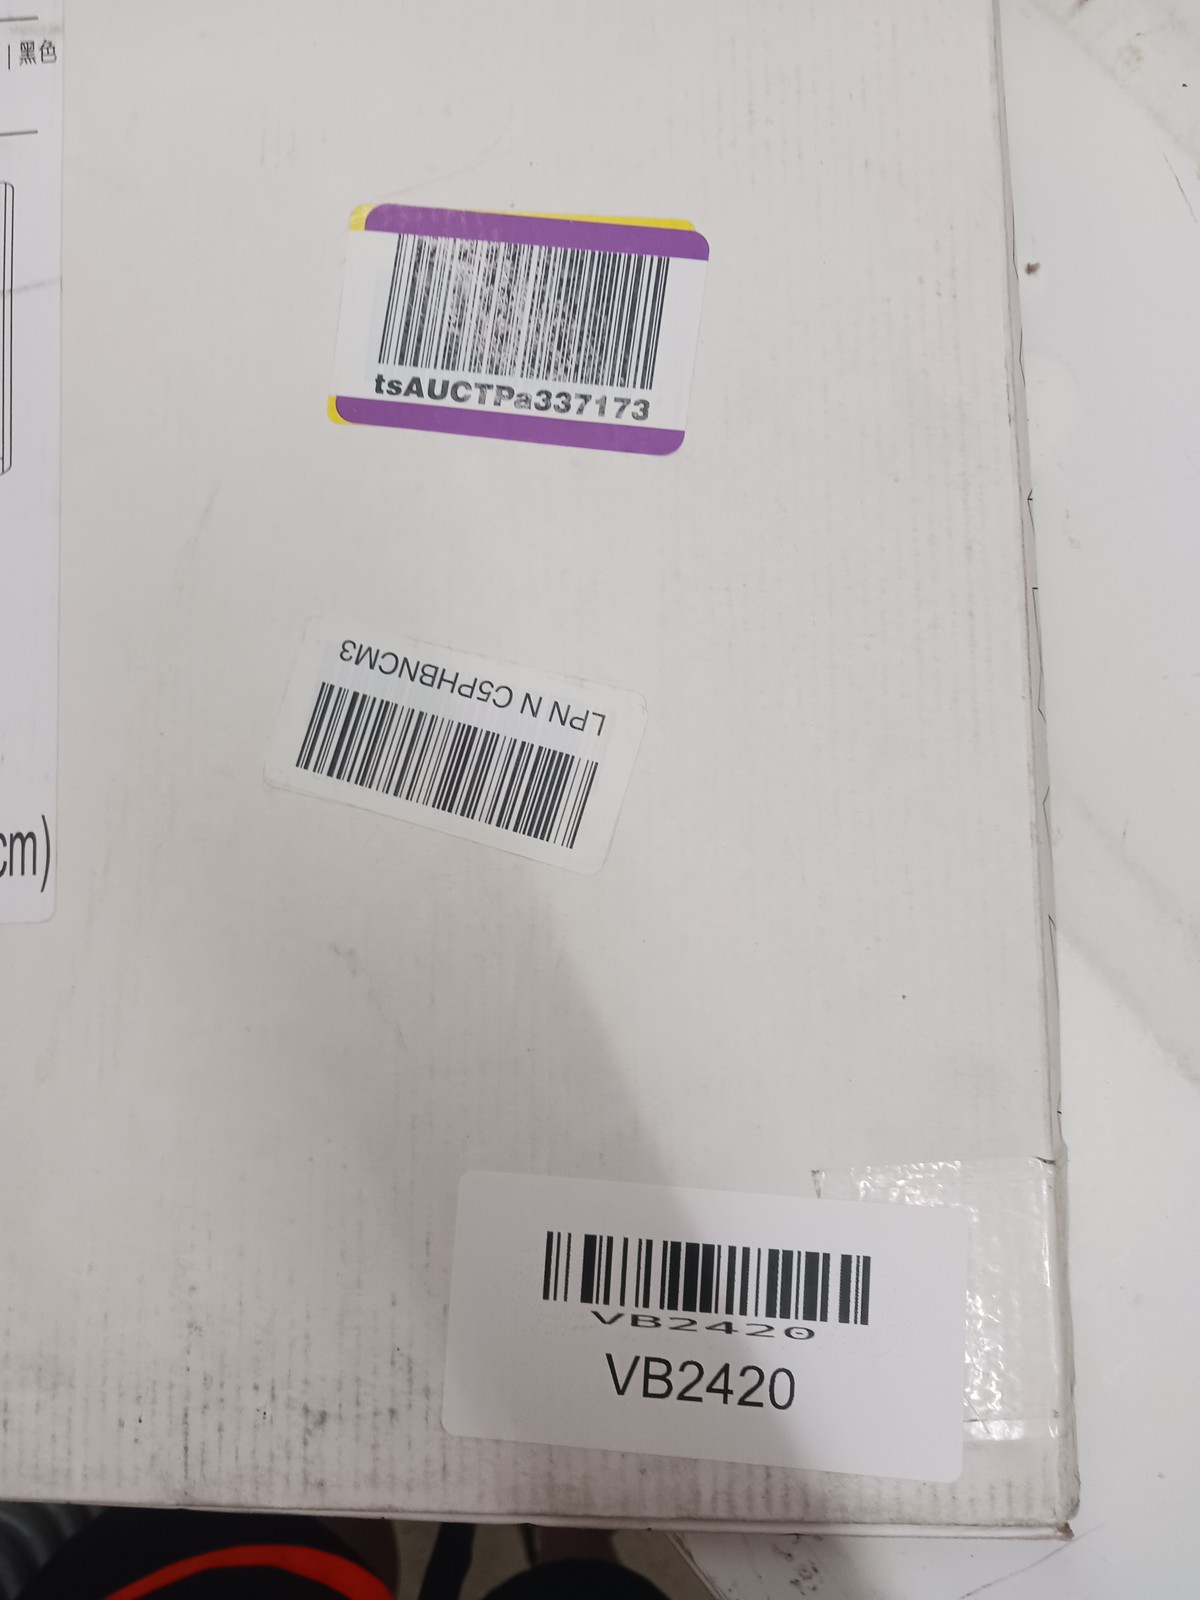 | 黑色
tsAUCTPa337173
LPN N C5PHBNCM3
cm)
VB2420
VB2420